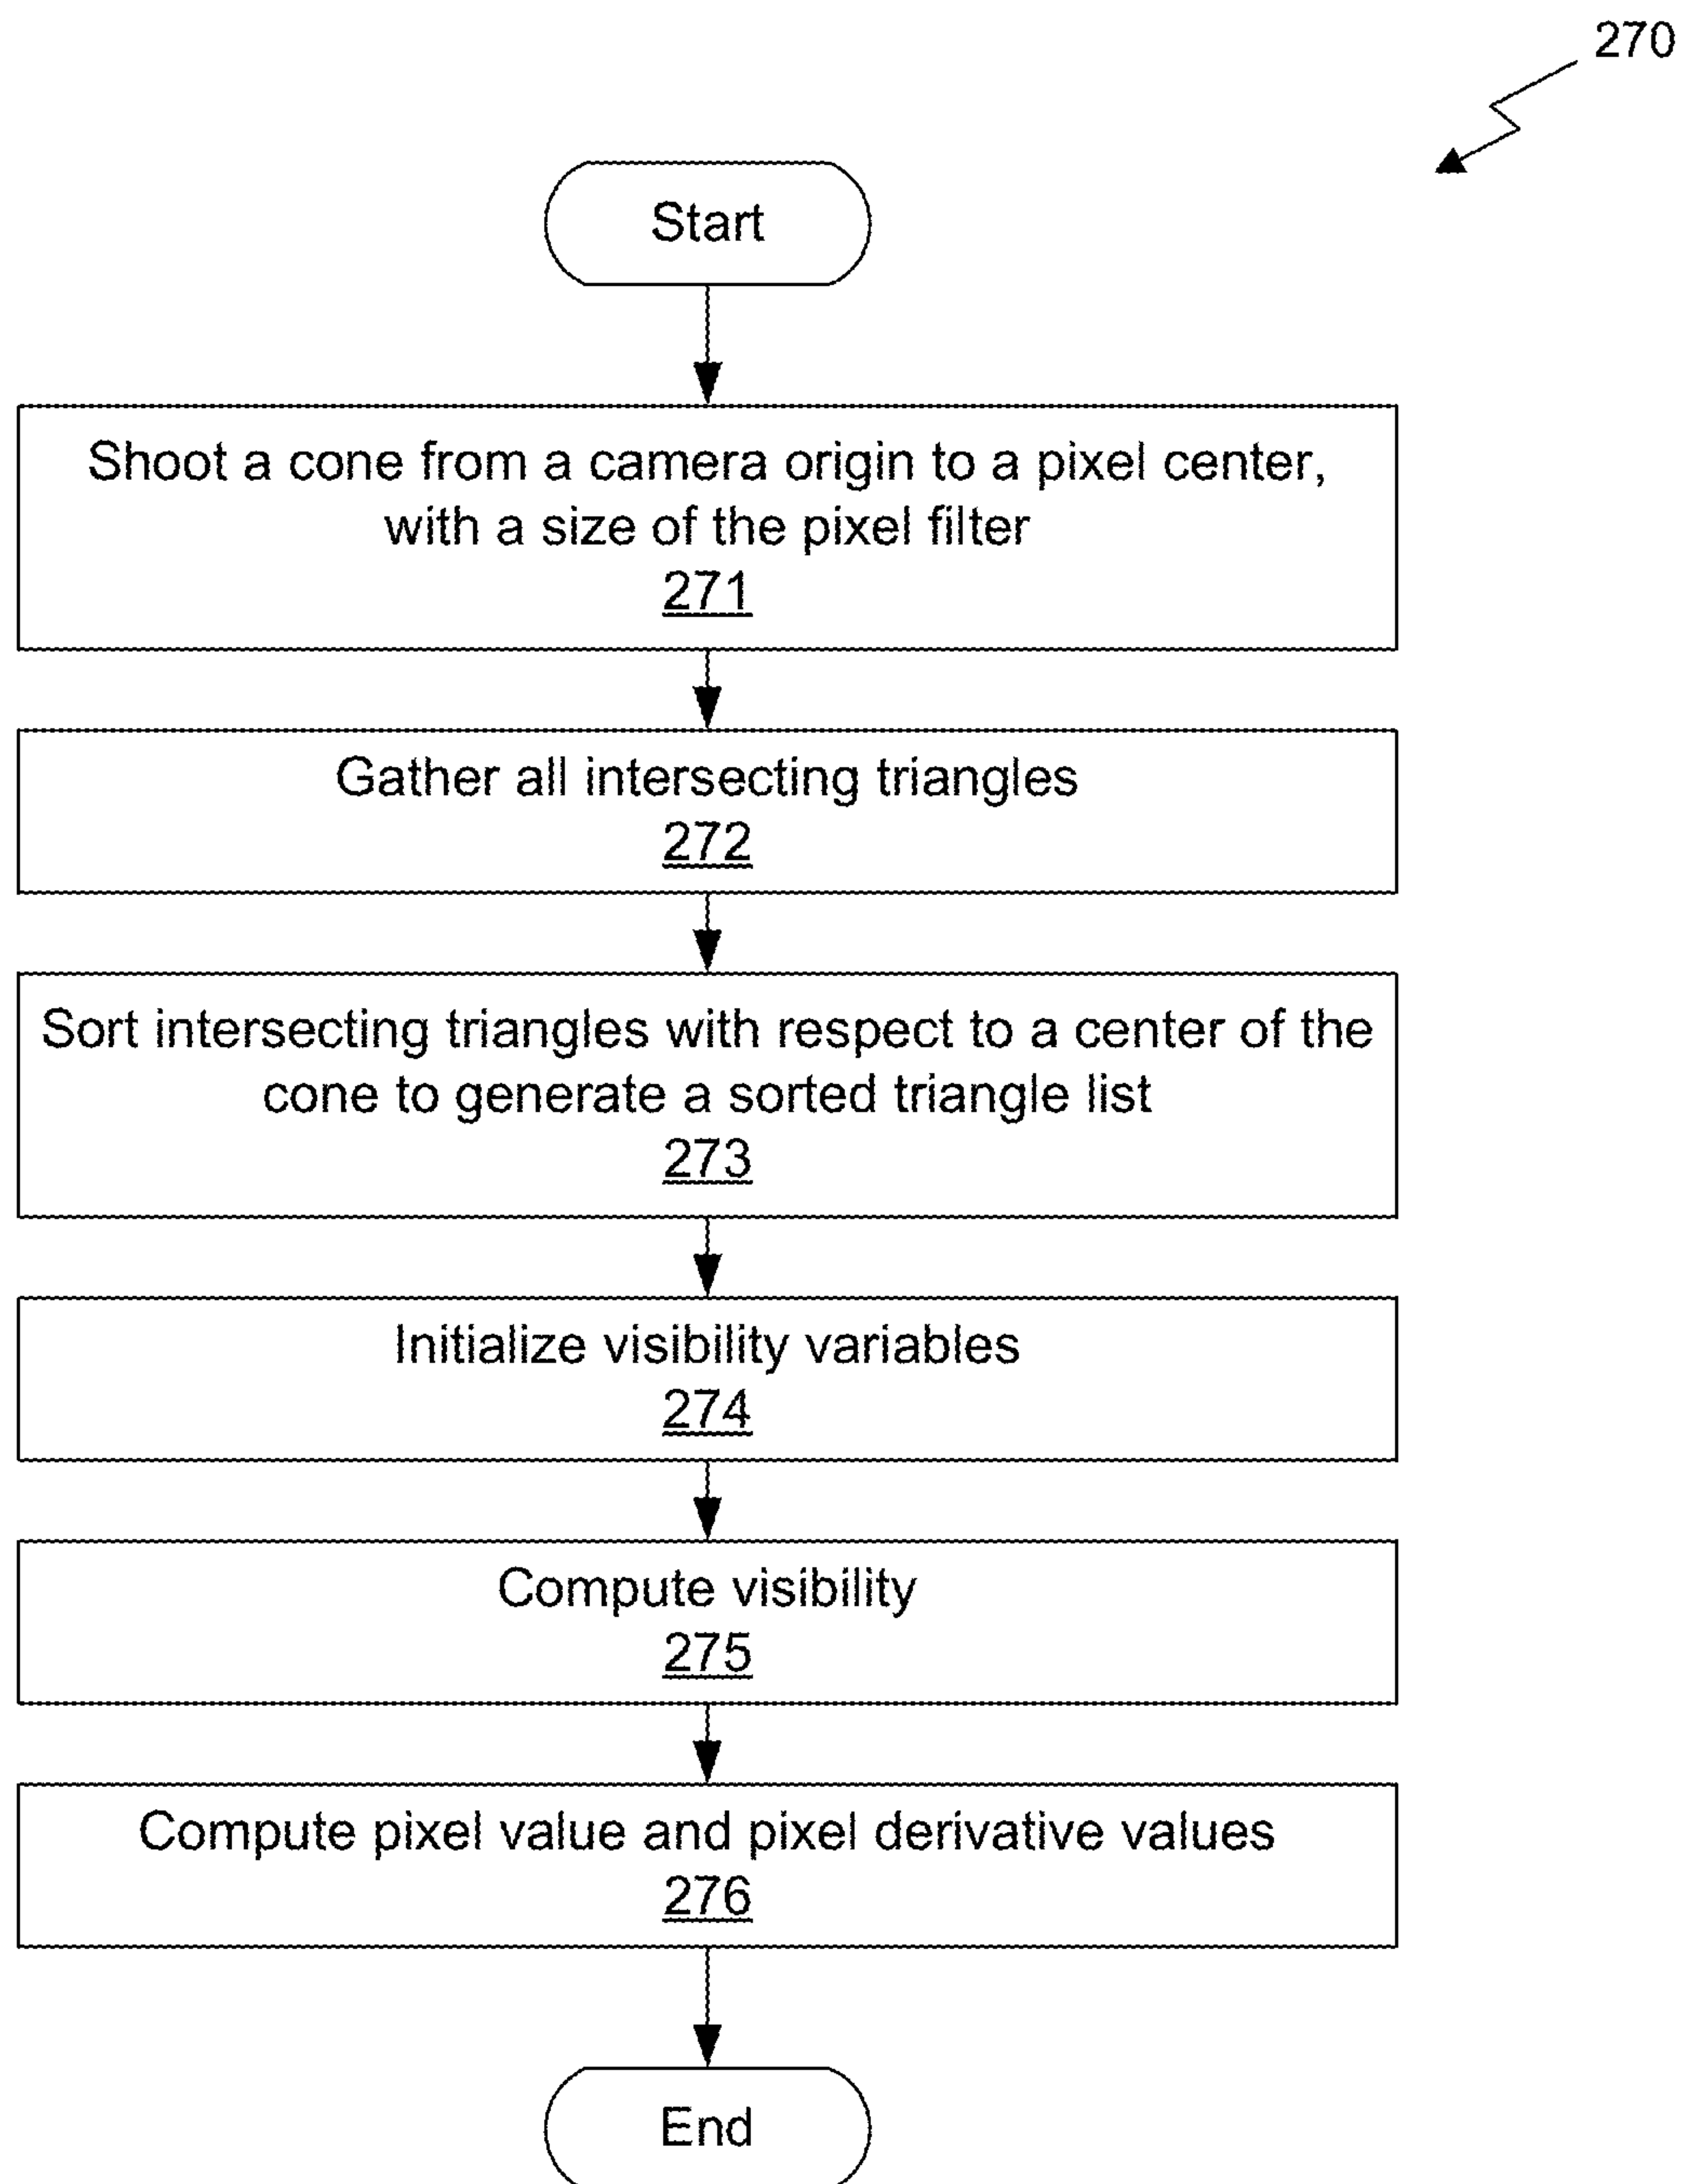 270
Start
Shoot a cone from a camera origin to a pixel center,
with a size of the pixel filter
271
Gather all intersecting triangles
272
Sort intersecting triangles with respect to a center of the
cone to generate a sorted triangle list
273
Initialize visibility variables
274
Compute visibility
275
Compute pixel value and pixel derivative values
276
End